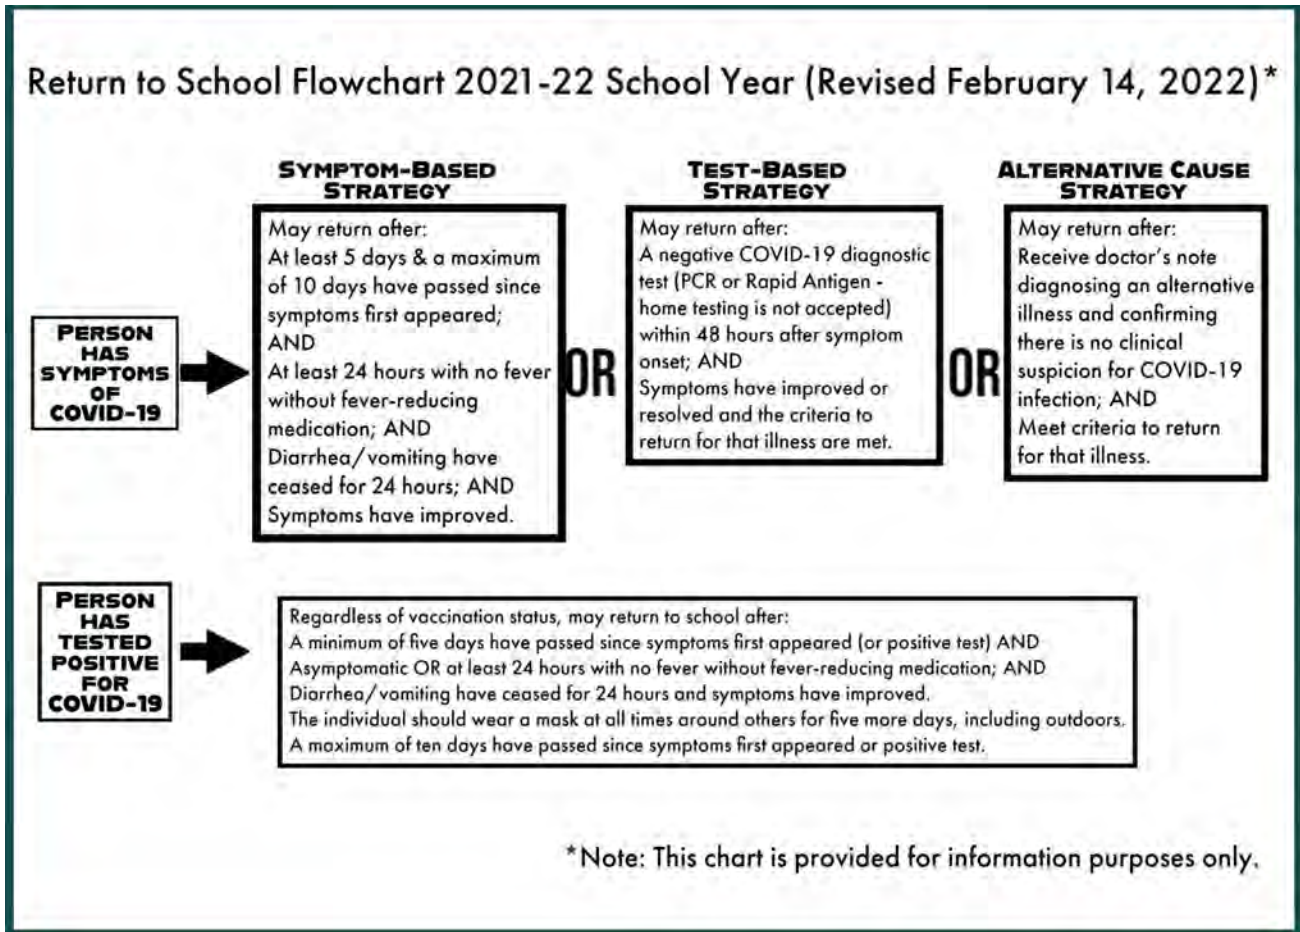 Return to School Flowchart 2021-22 School Year (Revised February 14, 2022)*
PERSON
HAS
SYMPTOMS
OF
COVID-19
SYMPTOM-BASED
STRATEGY
May return after:
At least 5 days & a maximum
of 10 days have passed since
symptoms first appeared;
AND
At least 24 hours with no fever
without fever-reducing
medication; AND
Diarrhea/vomiting have
ceased for 24 hours; AND
Symptoms have improved.
OR
TEST-BASED
STRATEGY
May return after:
A negative COVID-19 diagnostic
test (PCR or Rapid Antigen -
home testing is not accepted)
within 48 hours after symptom
onset; AND
Symptoms have improved or
resolved and the criteria to
return for that illness are met.
OR
ALTERNATIVE CAUSE
STRATEGY
May return after:
Receive doctor's note
diagnosing an alternative
illness and confirming
there is no clinical
suspicion for COVID-19
infection; AND
Meet criteria to return
for that illness.
PERSON
HAS
TESTED
POSITIVE
FOR
COVID-19
Regardless of vaccination status, may return to school after:
A minimum of five days have passed since symptoms first appeared (or positive test) AND
Asymptomatic OR at least 24 hours with no fever without fever-reducing medication; AND
Diarrhea/vomiting have ceased for 24 hours and symptoms have improved.
The individual should wear a mask at all times around others for five more days, including outdoors.
A maximum of ten days have passed since symptoms first appeared or positive test.
*Note: This chart is provided for information purposes only.